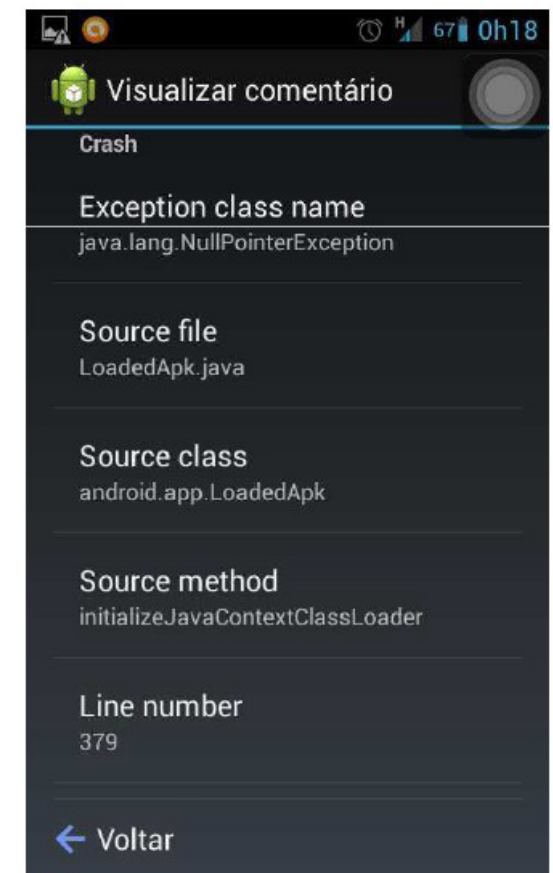 H 67 0h18
Visualizar comentário
Crash
Exception class name
java.lang.NullPointerException
Source file
LoadedApk.java
Source class
android.app.LoadedApk
Source method
initializeJavaContextClassLoader
Line number
379
Voltar